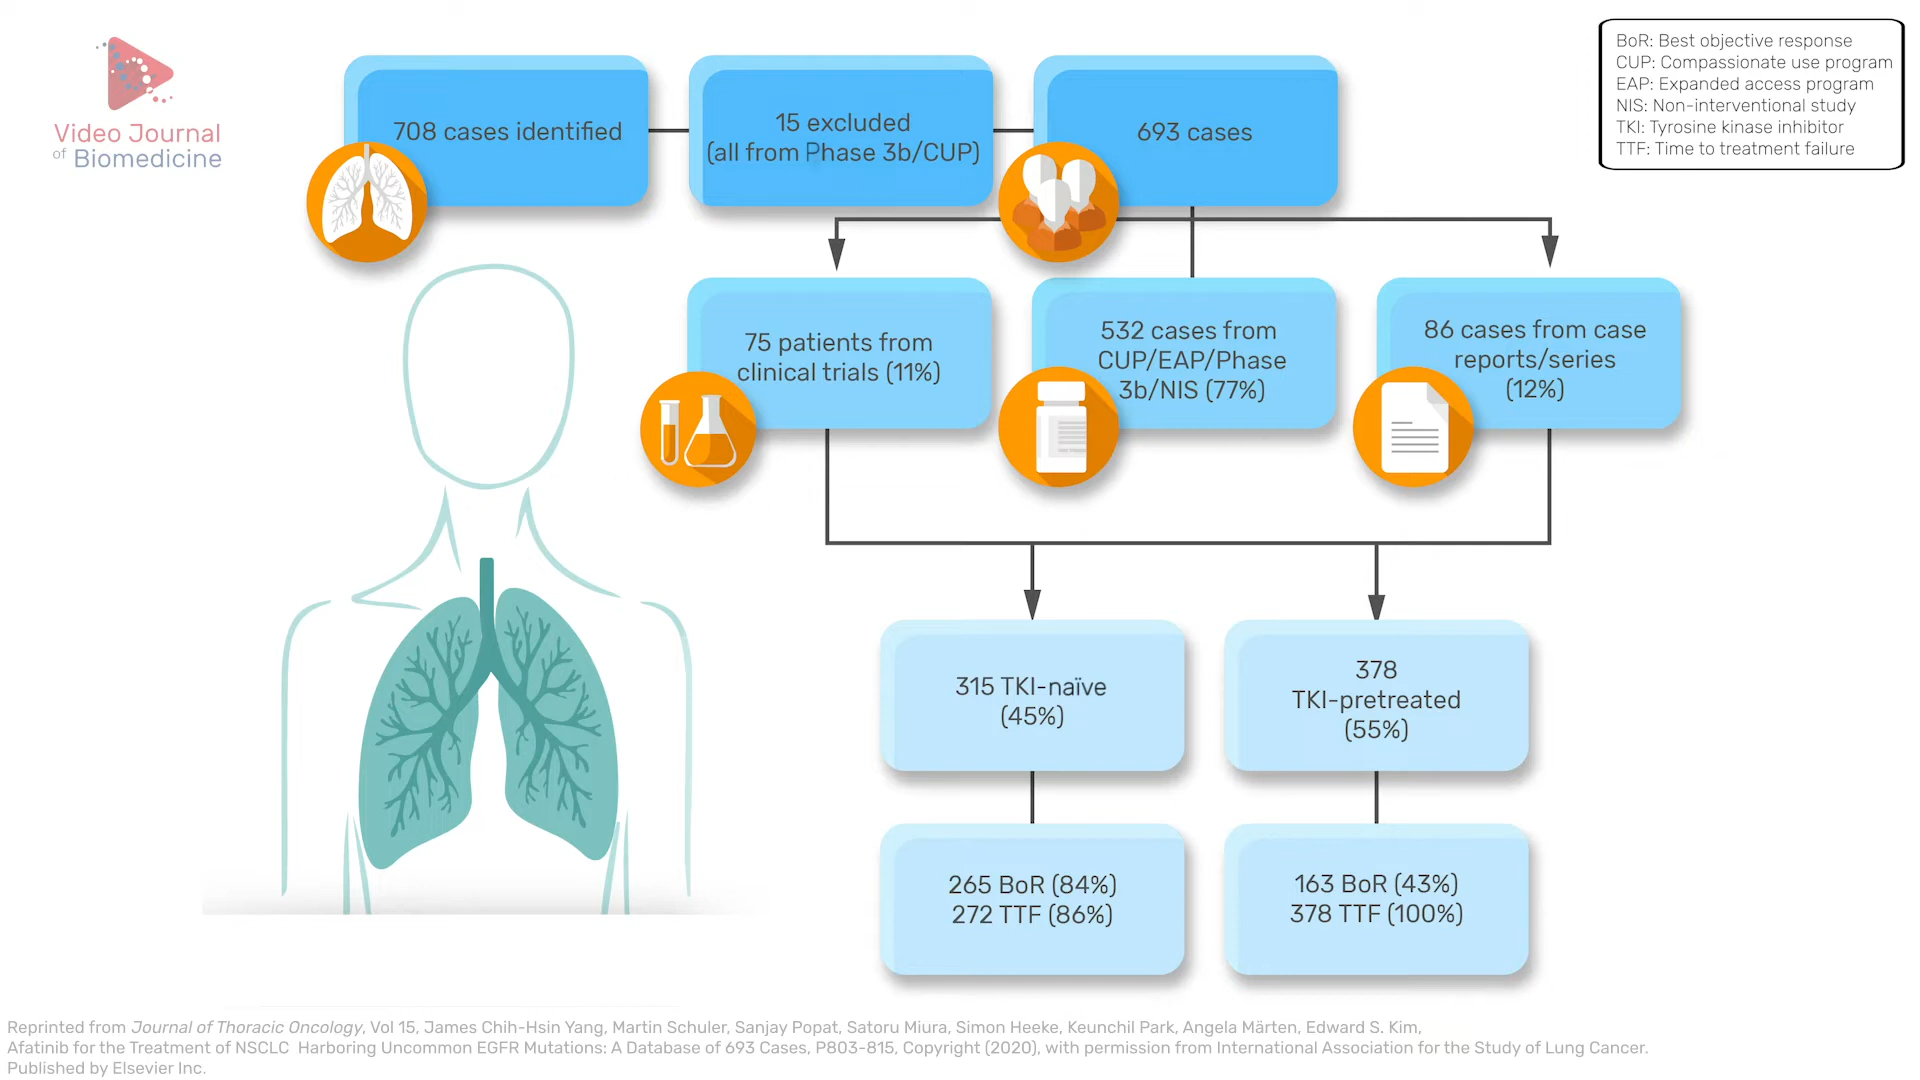 Video Journal
of Biomedicine
708 cases identified
15 excluded
(all from Phase 3b/CUP)
693 cases
BoR: Best objective response
CUP: Compassionate use program
EAP: Expanded access program
NIS: Non-interventional study
TKI: Tyrosine kinase inhibitor
TTF: Time to treatment failure
75 patients from
clinical trials (11%)
532 cases from
CUP/EAP/Phase
3b/NIS (77%)
86 cases from case
reports/series
(12%)
315 TKI-naïve
(45%)
378
TKI-pretreated
(55%)
265 BoR (84%)
272 TTF (86%)
163 BoR (43%)
378 TTF (100%)
Reprinted from Journal of Thoracic Oncology, Vol 15, James Chih-Hsin Yang, Martin Schuler, Sanjay Popat, Satoru Miura, Simon Heeke, Keunchil Park, Angela Märten, Edward S. Kim,
Afatinib for the Treatment of NSCLC Harboring Uncommon EGFR Mutations: A Database of 693 Cases, P803-815, Copyright (2020), with permission from International Association for the Study of Lung Cancer.
Published by Elsevier Inc.